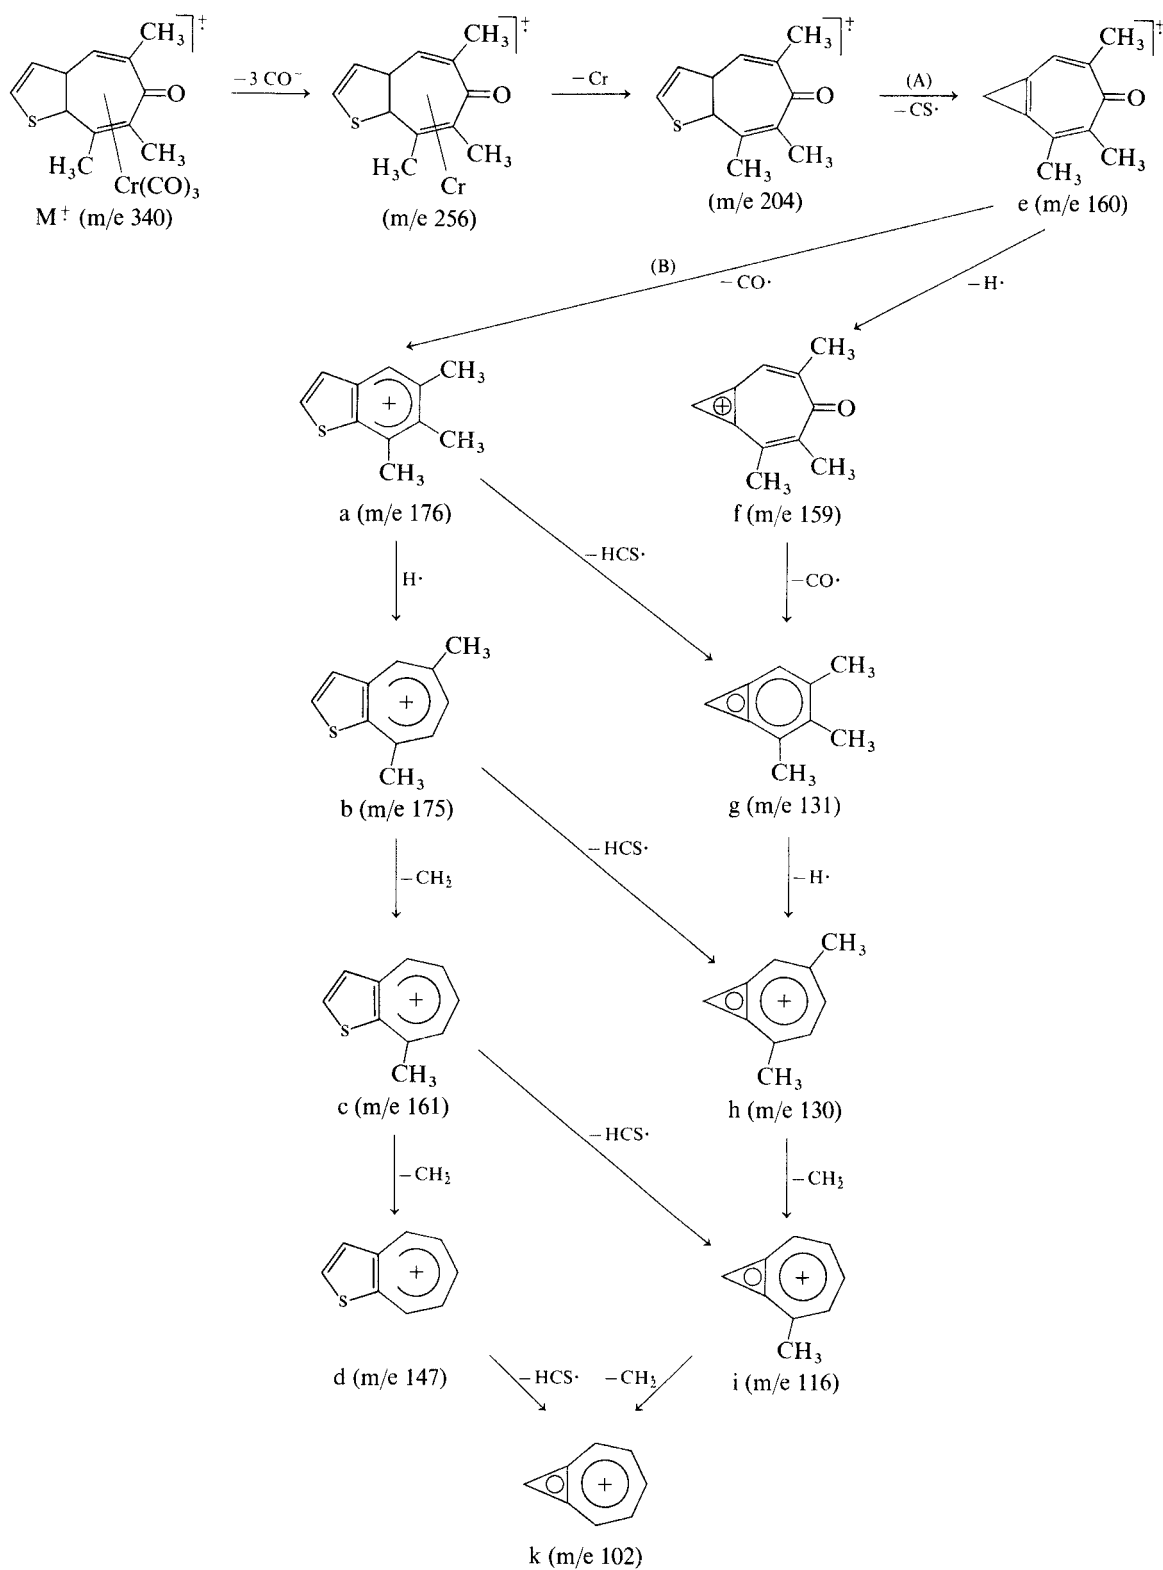 CH₃ ]+·
O
S
H₃C CH₃
Cr(CO)₃
M+· (m/e 340)
−3 CO−
CH₃ ]+·
O
S
H₃C CH₃
Cr
(m/e 256)
−Cr
CH₃ ]+·
O
S
CH₃ CH₃
(m/e 204)
(A)
−CS·
CH₃ ]+·
O
CH₃ CH₃
e (m/e 160)
(B)
−CO·
−H·
CH₃
+
S
CH₃
CH₃
a (m/e 176)
CH₃
+
O
CH₃
CH₃
f (m/e 159)
H·
−HCS·
−CO·
CH₃
+
S
CH₃
b (m/e 175)
CH₃
CH₃
CH₃
g (m/e 131)
−CH₂
−HCS·
−H·
+
S
CH₃
c (m/e 161)
CH₃
+
CH₃
h (m/e 130)
−CH₂
−HCS·
−CH₂
+
S
d (m/e 147)
+
CH₃
i (m/e 116)
−HCS· −CH₂
+
k (m/e 102)